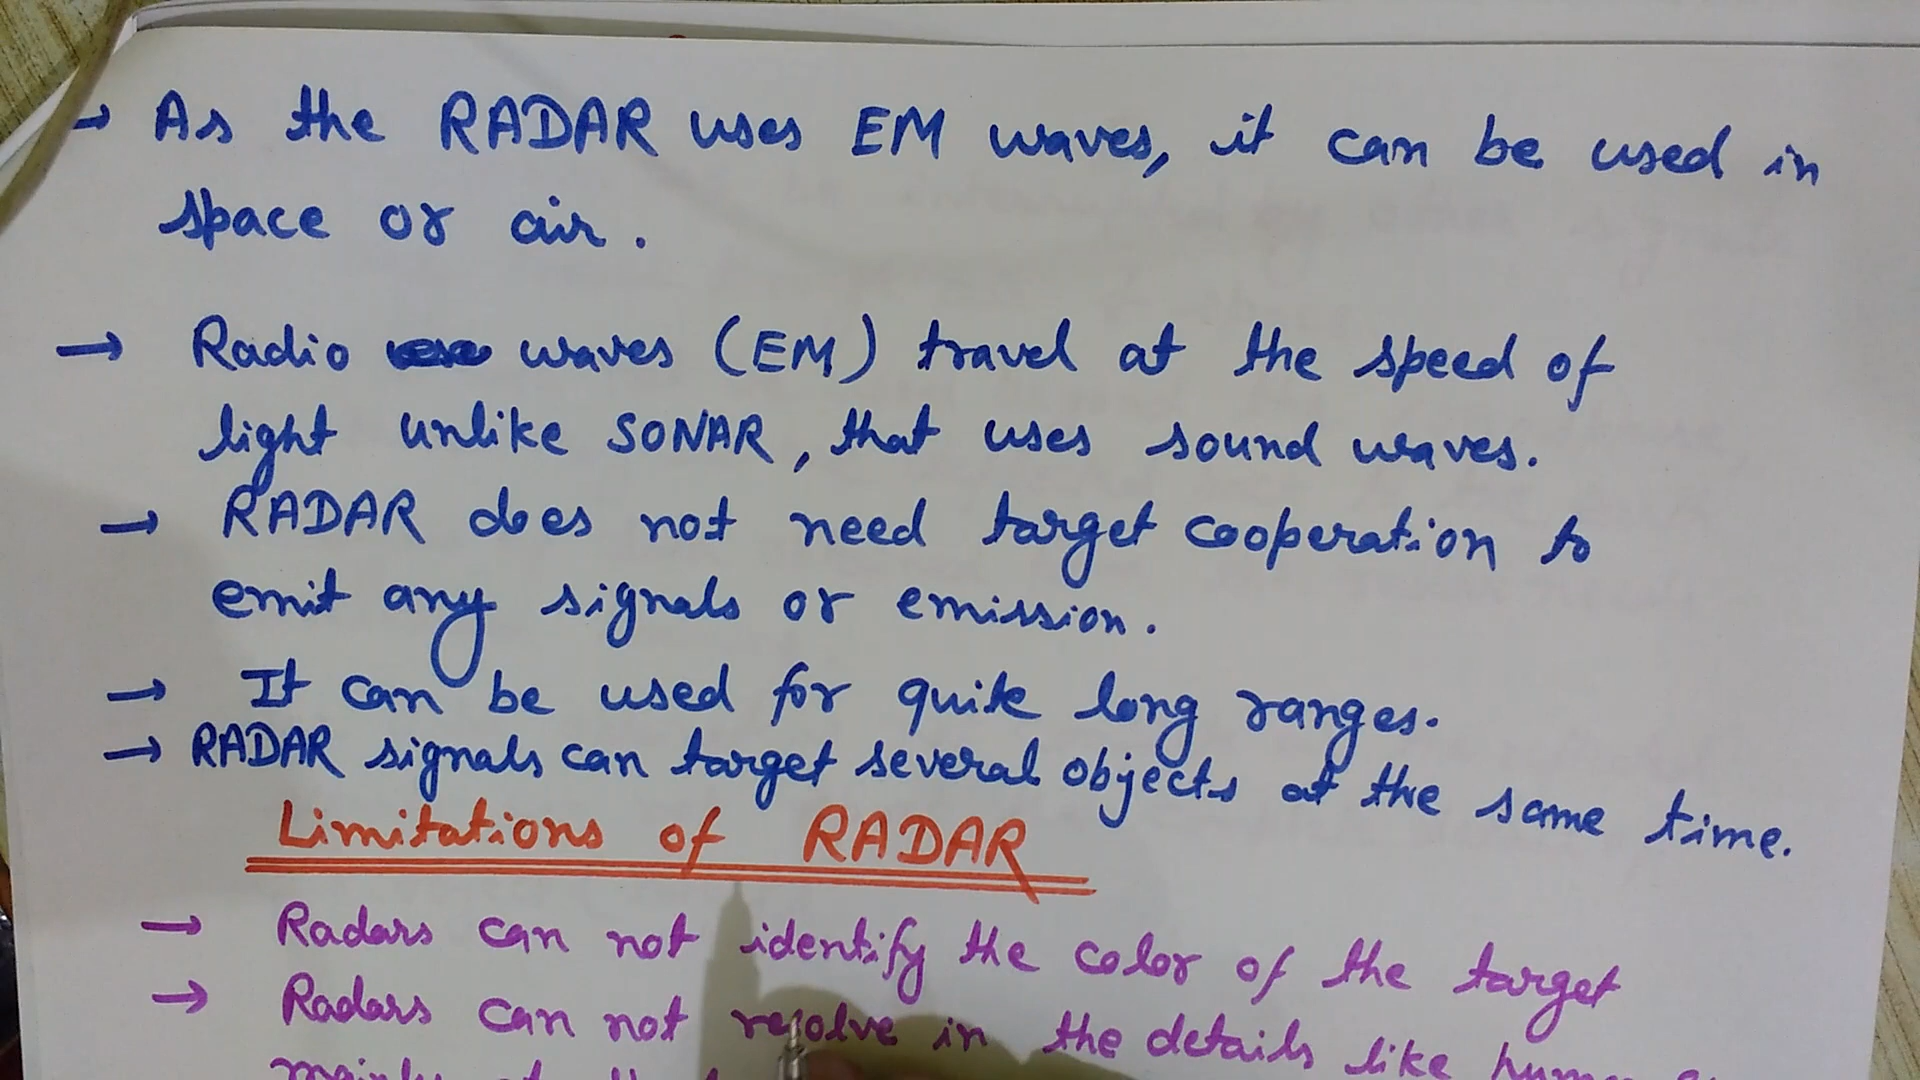 → As the RADAR uses EM waves, it can be used in
space or air.
→ Radio waves (EM) travel at the speed of
light unlike SONAR, that uses sound waves.
→ RADAR does not need target cooperation to
emit any signals or emission.
→ It can be used for quite long ranges.
→ RADAR signals can target several objects at the same time.
Limitations of RADAR
→ Radars can not identify the color of the target
→ Radars can not resolve in the details like